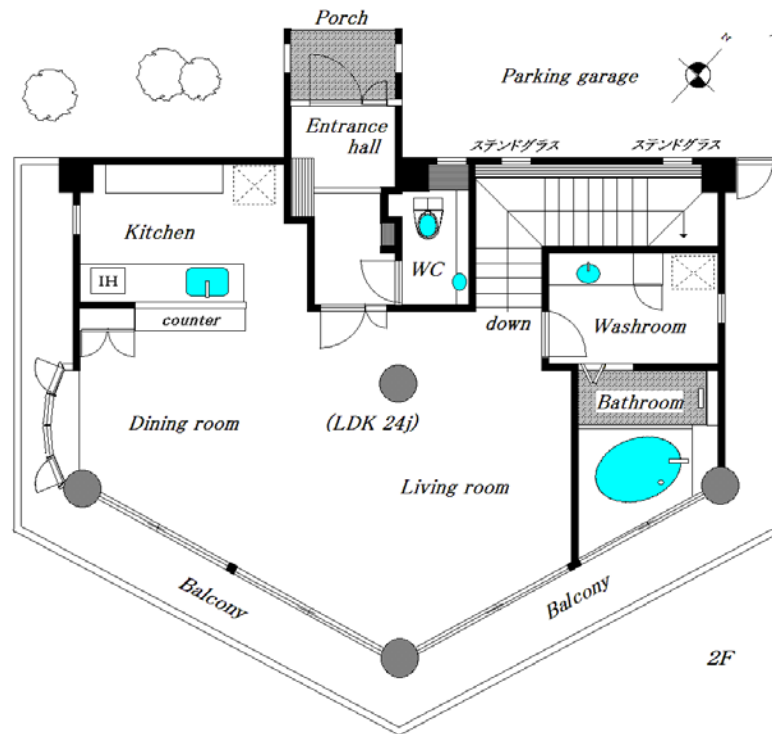 Porch
N
Parking garage
Entrance
hall
ステンドグラス
ステンドグラス
Kitchen
WC
IH
counter
down
Washroom
Bathroom
Dining room
(LDK 24j)
Living room
Balcony
Balcony
2F